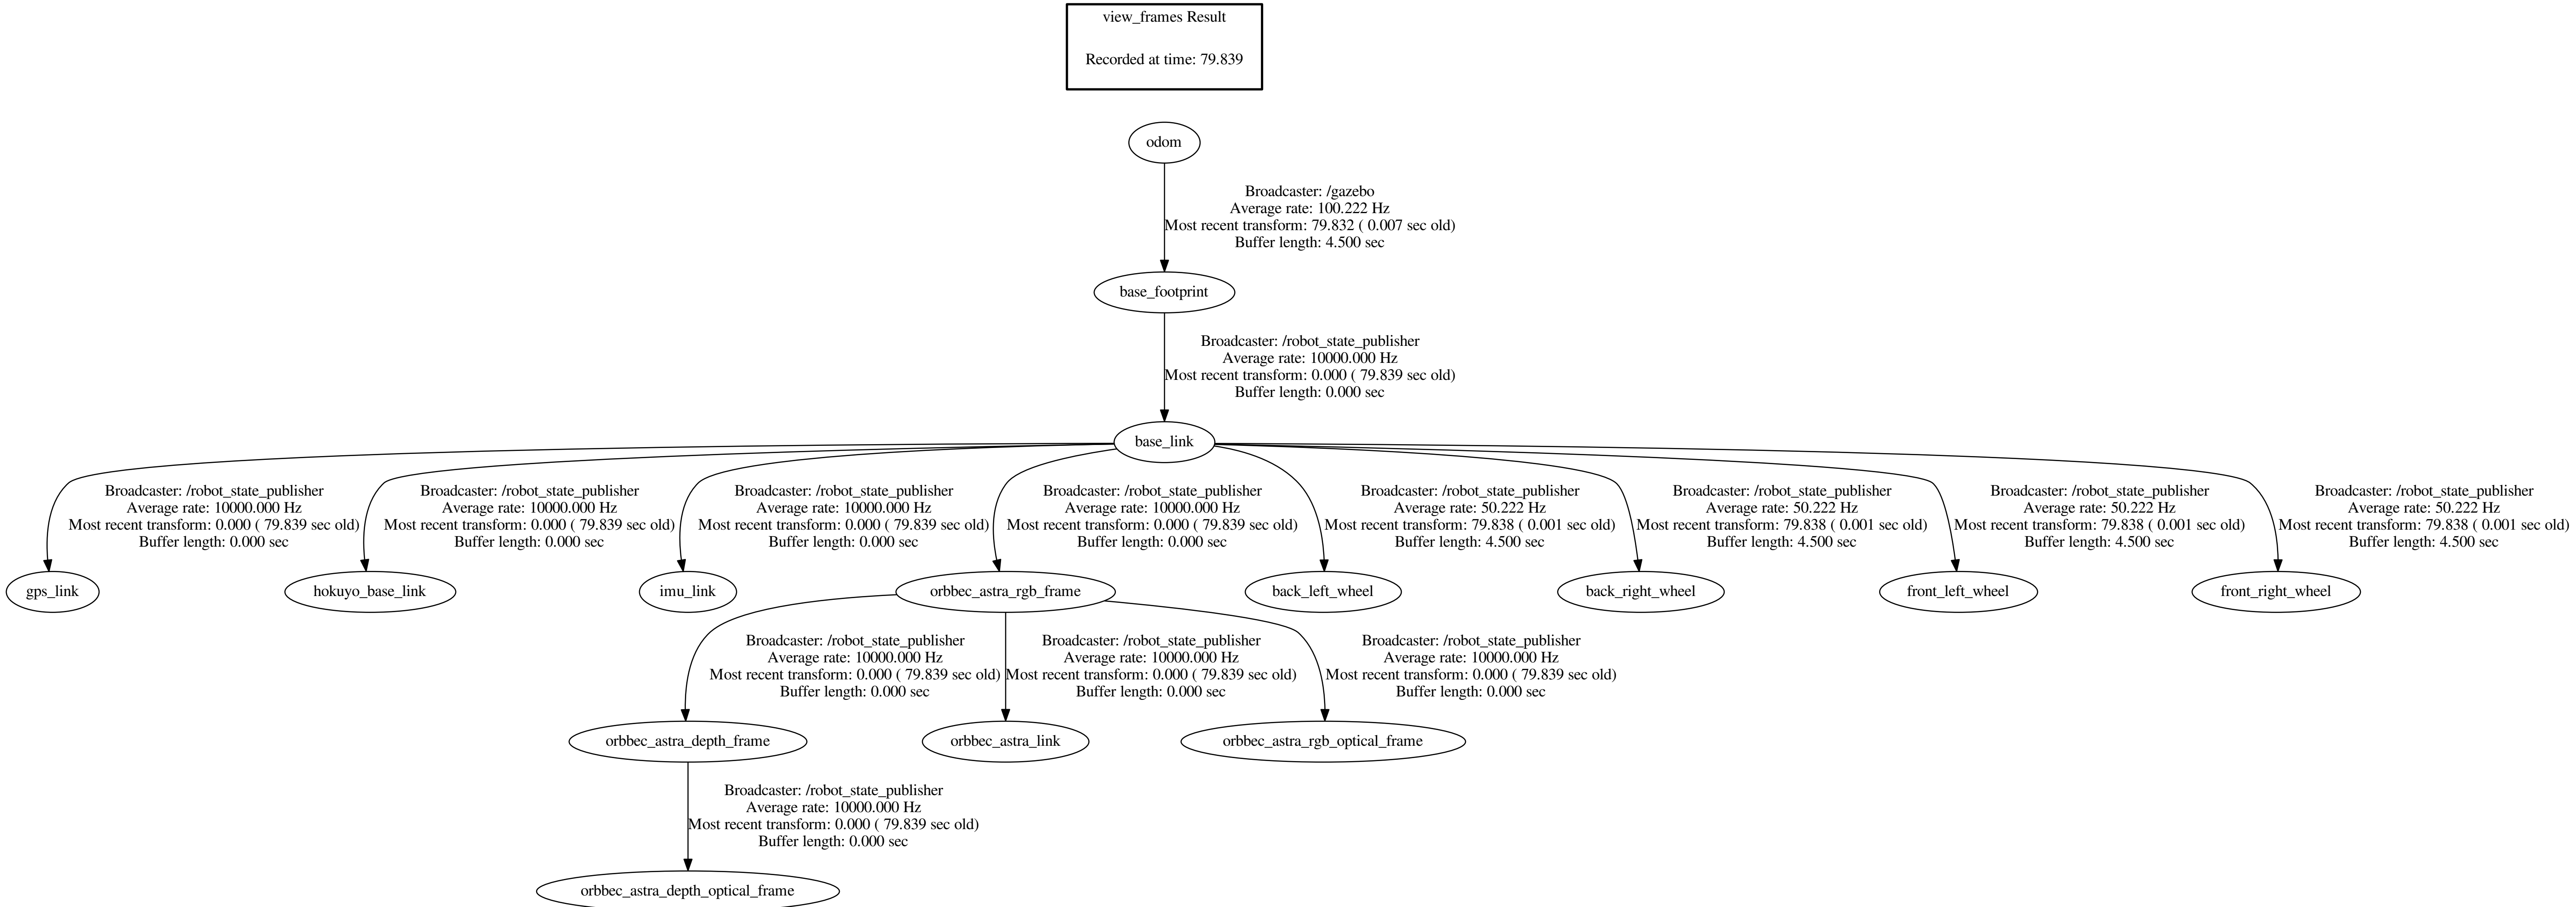 view_frames Result
Recorded at time: 79.839
odom
Broadcaster: /gazebo
Average rate: 100.222 Hz
Most recent transform: 79.832 ( 0.007 sec old)
Buffer length: 4.500 sec
base_footprint
Broadcaster: /robot_state_publisher
Average rate: 10000.000 Hz
Most recent transform: 0.000 ( 79.839 sec old)
Buffer length: 0.000 sec
base_link
Broadcaster: /robot_state_publisher
Average rate: 10000.000 Hz
Most recent transform: 0.000 ( 79.839 sec old)
Buffer length: 0.000 sec
Broadcaster: /robot_state_publisher
Average rate: 10000.000 Hz
Most recent transform: 0.000 ( 79.839 sec old)
Buffer length: 0.000 sec
Broadcaster: /robot_state_publisher
Average rate: 10000.000 Hz
Most recent transform: 0.000 ( 79.839 sec old)
Buffer length: 0.000 sec
Broadcaster: /robot_state_publisher
Average rate: 10000.000 Hz
Most recent transform: 0.000 ( 79.839 sec old)
Buffer length: 0.000 sec
Broadcaster: /robot_state_publisher
Average rate: 50.222 Hz
Most recent transform: 79.838 ( 0.001 sec old)
Buffer length: 4.500 sec
Broadcaster: /robot_state_publisher
Average rate: 50.222 Hz
Most recent transform: 79.838 ( 0.001 sec old)
Buffer length: 4.500 sec
Broadcaster: /robot_state_publisher
Average rate: 50.222 Hz
Most recent transform: 79.838 ( 0.001 sec old)
Buffer length: 4.500 sec
Broadcaster: /robot_state_publisher
Average rate: 50.222 Hz
Most recent transform: 79.838 ( 0.001 sec old)
Buffer length: 4.500 sec
gps_link
hokuyo_base_link
imu_link
orbbec_astra_rgb_frame
back_left_wheel
back_right_wheel
front_left_wheel
front_right_wheel
Broadcaster: /robot_state_publisher
Average rate: 10000.000 Hz
Most recent transform: 0.000 ( 79.839 sec old)
Buffer length: 0.000 sec
Broadcaster: /robot_state_publisher
Average rate: 10000.000 Hz
Most recent transform: 0.000 ( 79.839 sec old)
Buffer length: 0.000 sec
Broadcaster: /robot_state_publisher
Average rate: 10000.000 Hz
Most recent transform: 0.000 ( 79.839 sec old)
Buffer length: 0.000 sec
orbbec_astra_depth_frame
orbbec_astra_link
orbbec_astra_rgb_optical_frame
Broadcaster: /robot_state_publisher
Average rate: 10000.000 Hz
Most recent transform: 0.000 ( 79.839 sec old)
Buffer length: 0.000 sec
orbbec_astra_depth_optical_frame